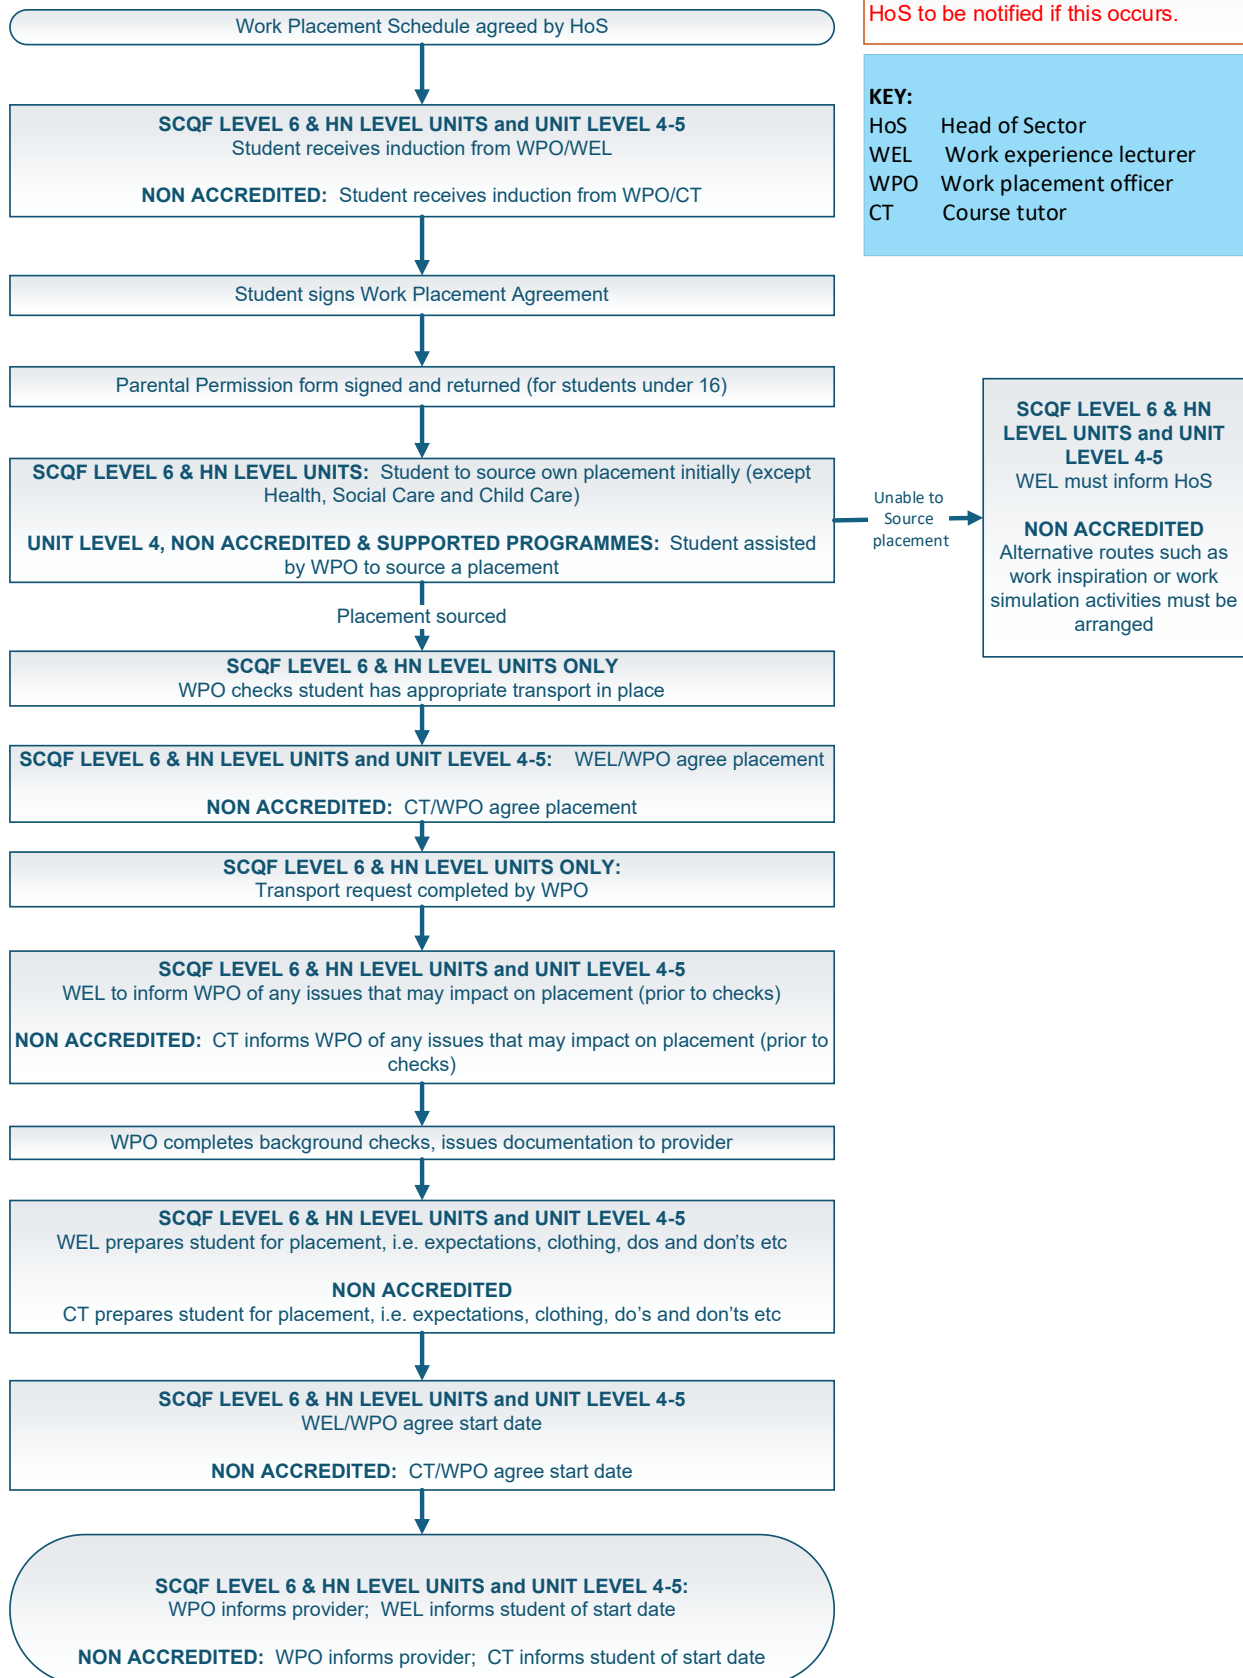 Work Placement Schedule agreed by HoS
HoS to be notified if this occurs.
KEY:
HoS Head of Sector
WEL Work experience lecturer
WPO Work placement officer
CT Course tutor
SCQF LEVEL 6 & HN LEVEL UNITS and UNIT LEVEL 4-5
Student receives induction from WPO/WEL
NON ACCREDITED: Student receives induction from WPO/CT
Student signs Work Placement Agreement
Parental Permission form signed and returned (for students under 16)
SCQF LEVEL 6 & HN LEVEL UNITS: Student to source own placement initially (except
Health, Social Care and Child Care)
UNIT LEVEL 4, NON ACCREDITED & SUPPORTED PROGRAMMES: Student assisted
by WPO to source a placement
Unable to
Source
placement
SCQF LEVEL 6 & HN
LEVEL UNITS and UNIT
LEVEL 4-5
WEL must inform HoS
NON ACCREDITED
Alternative routes such as
work inspiration or work
simulation activities must be
arranged
Placement sourced
SCQF LEVEL 6 & HN LEVEL UNITS ONLY
WPO checks student has appropriate transport in place
SCQF LEVEL 6 & HN LEVEL UNITS and UNIT LEVEL 4-5: WEL/WPO agree placement
NON ACCREDITED: CT/WPO agree placement
SCQF LEVEL 6 & HN LEVEL UNITS ONLY:
Transport request completed by WPO
SCQF LEVEL 6 & HN LEVEL UNITS and UNIT LEVEL 4-5
WEL to inform WPO of any issues that may impact on placement (prior to checks)
NON ACCREDITED: CT informs WPO of any issues that may impact on placement (prior to
checks)
WPO completes background checks, issues documentation to provider
SCQF LEVEL 6 & HN LEVEL UNITS and UNIT LEVEL 4-5
WEL prepares student for placement, i.e. expectations, clothing, dos and don'ts etc
NON ACCREDITED
CT prepares student for placement, i.e. expectations, clothing, do's and don'ts etc
SCQF LEVEL 6 & HN LEVEL UNITS and UNIT LEVEL 4-5
WEL/WPO agree start date
NON ACCREDITED: CT/WPO agree start date
SCQF LEVEL 6 & HN LEVEL UNITS and UNIT LEVEL 4-5:
WPO informs provider; WEL informs student of start date
NON ACCREDITED: WPO informs provider; CT informs student of start date